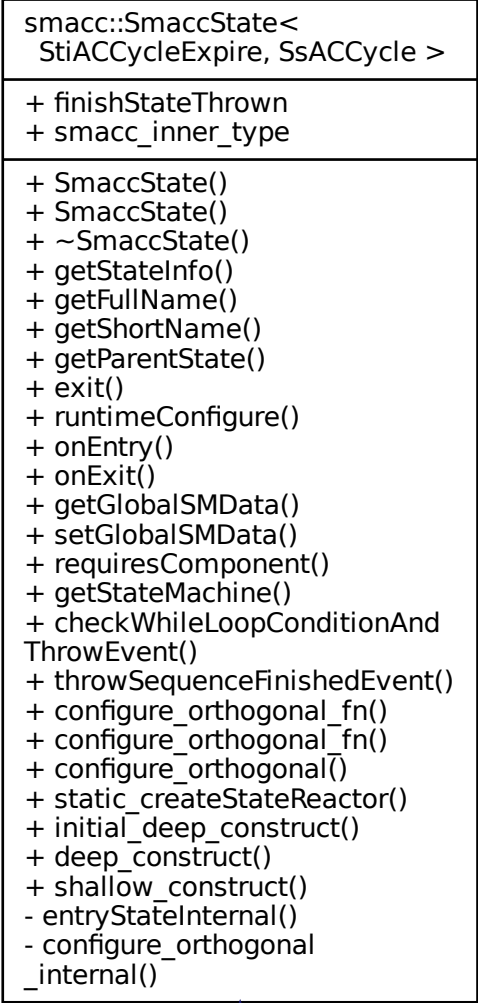 smacc::SmaccState<
StiACCycleExpire, SsACCycle >
+ finishStateThrown
+ smacc_inner_type
+ SmaccState()
+ SmaccState()
+ ~SmaccState()
+ getStateInfo()
+ getFullName()
+ getShortName()
+ getParentState()
+ exit()
+ runtimeConfigure()
+ onEntry()
+ onExit()
+ getGlobalSMData()
+ setGlobalSMData()
+ requiresComponent()
+ getStateMachine()
+ checkWhileLoopConditionAnd
ThrowEvent()
+ throwSequenceFinishedEvent()
+ configure_orthogonal_fn()
+ configure_orthogonal_fn()
+ configure_orthogonal()
+ static_createStateReactor()
+ initial_deep_construct()
+ deep_construct()
+ shallow_construct()
- entryStateInternal()
- configure_orthogonal
_internal()